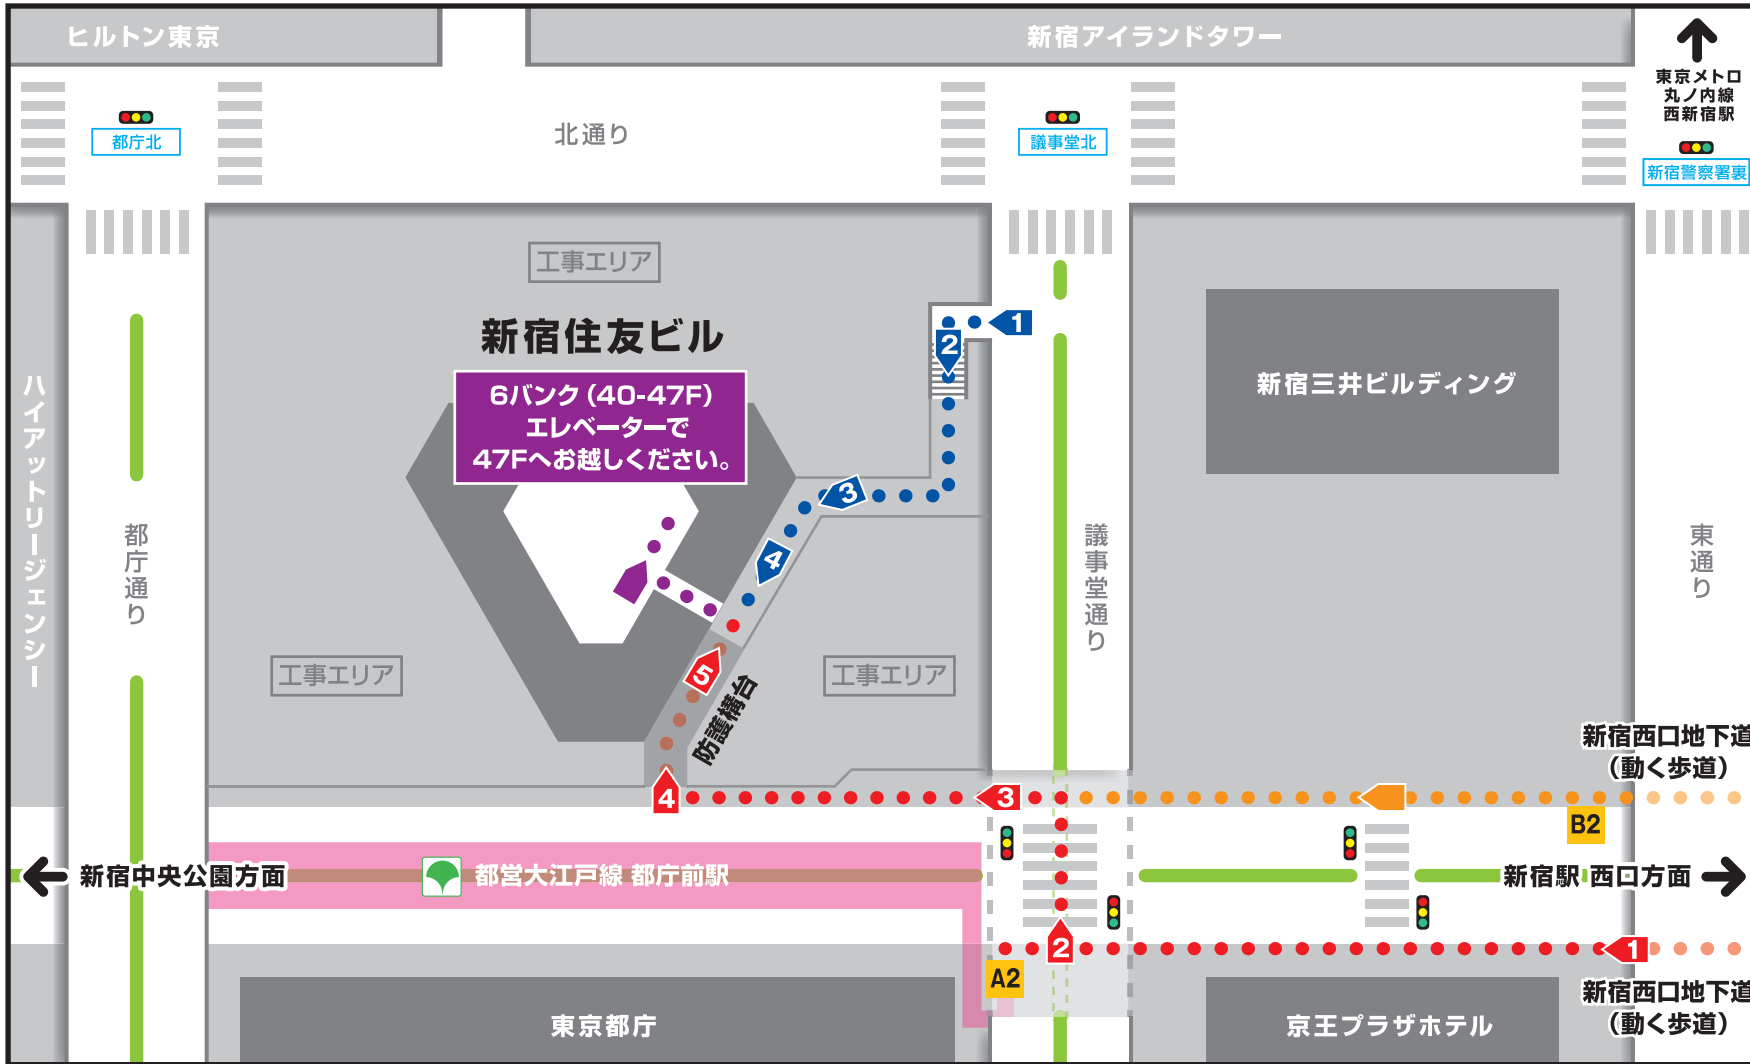 ヒルトン東京
新宿アイランドタワー
東京メトロ
丸ノ内線
西新宿駅
都庁北
北通り
議事堂北
新宿警察署裏
工事エリア
新宿住友ビル
1
2
6バンク（40-47F）
エレベーターで
47Fへお越しください。
新宿三井ビルディング
ハイアットリージェンシー
3
4
都庁通り
議事堂通り
東通り
工事エリア
5
工事エリア
防護構台
新宿西口地下道
（動く歩道）
4
3
B2
新宿中央公園方面
都営大江戸線 都庁前駅
新宿駅 西口方面
2
1
A2
新宿西口地下道
（動く歩道）
東京都庁
京王プラザホテル